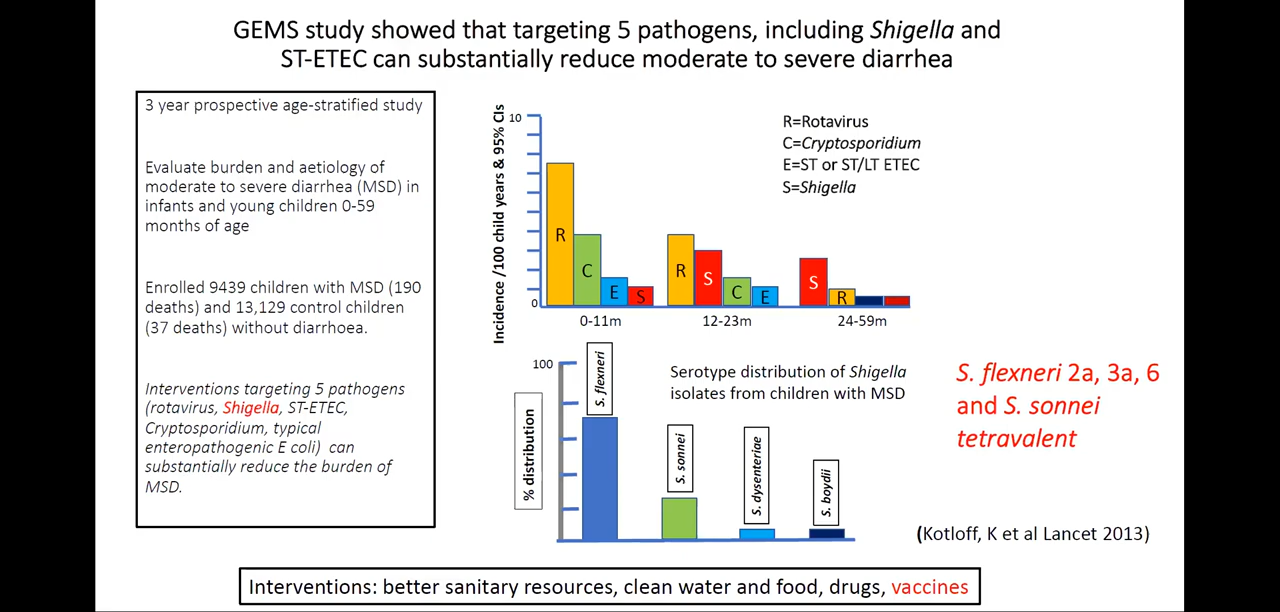 GEMS study showed that targeting 5 pathogens, including Shigella and
ST-ETEC can substantially reduce moderate to severe diarrhea
3 year prospective age-stratified study
Evaluate burden and aetiology of
moderate to severe diarrhea (MSD) in
infants and young children 0-59
months of age
Enrolled 9439 children with MSD (190
deaths) and 13,129 control children
(37 deaths) without diarrhoea.
Interventions targeting 5 pathogens
(rotavirus, Shigella, ST-ETEC,
Cryptosporidium, typical
enteropathogenic E coli) can
substantially reduce the burden of
MSD.
Incidence /100 child years & 95% CIs
10
0
R
C
E
S
R
S
C
E
S
R
0-11m
12-23m
24-59m
R=Rotavirus
C=Cryptosporidium
E=ST or ST/LT ETEC
S=Shigella
% distribution
100
S. flexneri
S. sonnei
S. dysenteriae
S. boydii
Serotype distribution of Shigella
isolates from children with MSD
S. flexneri 2a, 3a, 6
and S. sonnei
tetravalent
(Kotloff, K et al Lancet 2013)
Interventions: better sanitary resources, clean water and food, drugs, vaccines